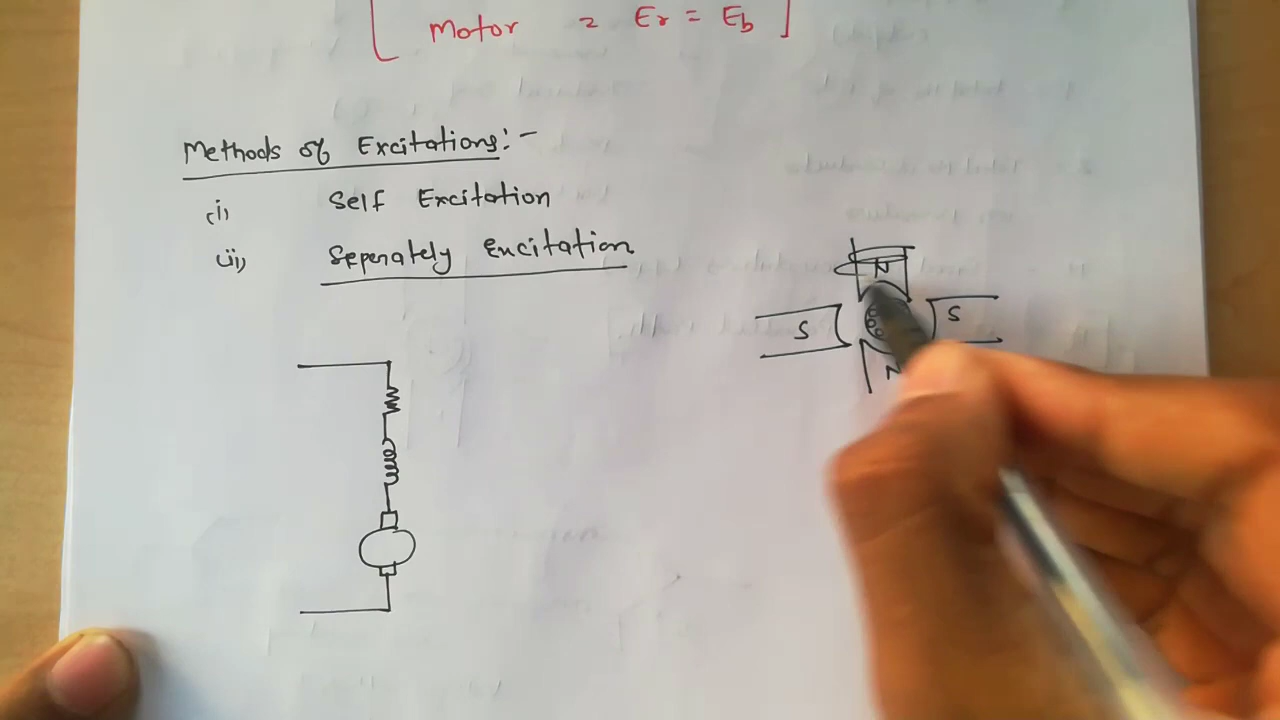 Motor = Er = Eb ]
Methods of Excitations:-
(i) Self Excitation
(ii) Seperately Excitation
N
S S
N